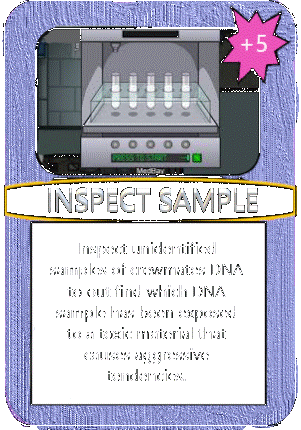 +5
PRESS TO START
MedBay
INSPECT SAMPLE
Inspect unidentified
samples of crewmates DNA
to out find which DNA
sample has been exposed
to a toxic material that
causes aggressive
tendencies.